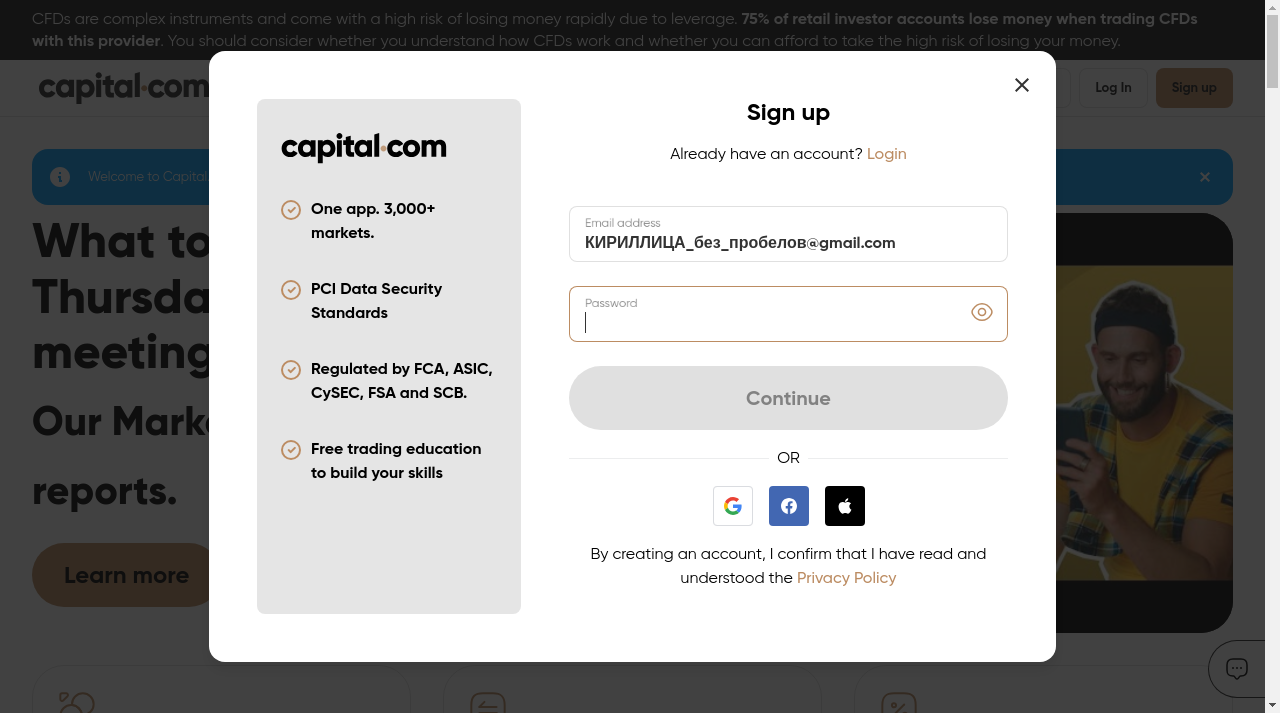 CFDs are complex instruments and come with a high risk of losing money rapidly due to leverage. 75% of retail investor accounts lose money when trading CFDs
with this provider. You should consider whether you understand how CFDs work and whether you can afford to take the high risk of losing your money.
capital.com
Log In
Sign up
Welcome to Capital
What to
Thursda
meeting
Our Marke
reports.
Learn more
capital.com
One app. 3,000+
markets.
PCI Data Security
Standards
Regulated by FCA, ASIC,
CySEC, FSA and SCB.
Free trading education
to build your skills
Sign up
Already have an account? Login
Email address
КИРИЛЛИЦА_без_пробелов@gmail.com
Password
Continue
OR
By creating an account, I confirm that I have read and
understood the Privacy Policy